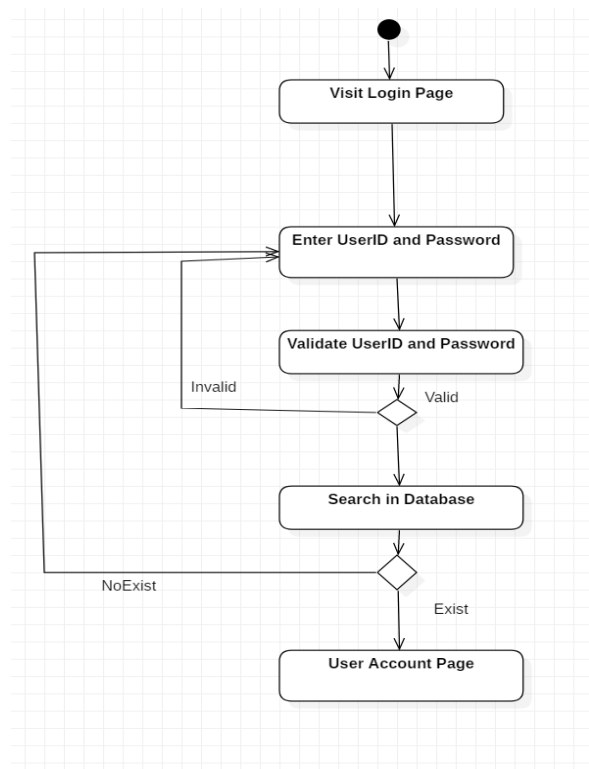 Visit Login Page
Enter UserID and Password
Validate UserID and Password
Invalid
Valid
Search in Database
NoExist
Exist
User Account Page